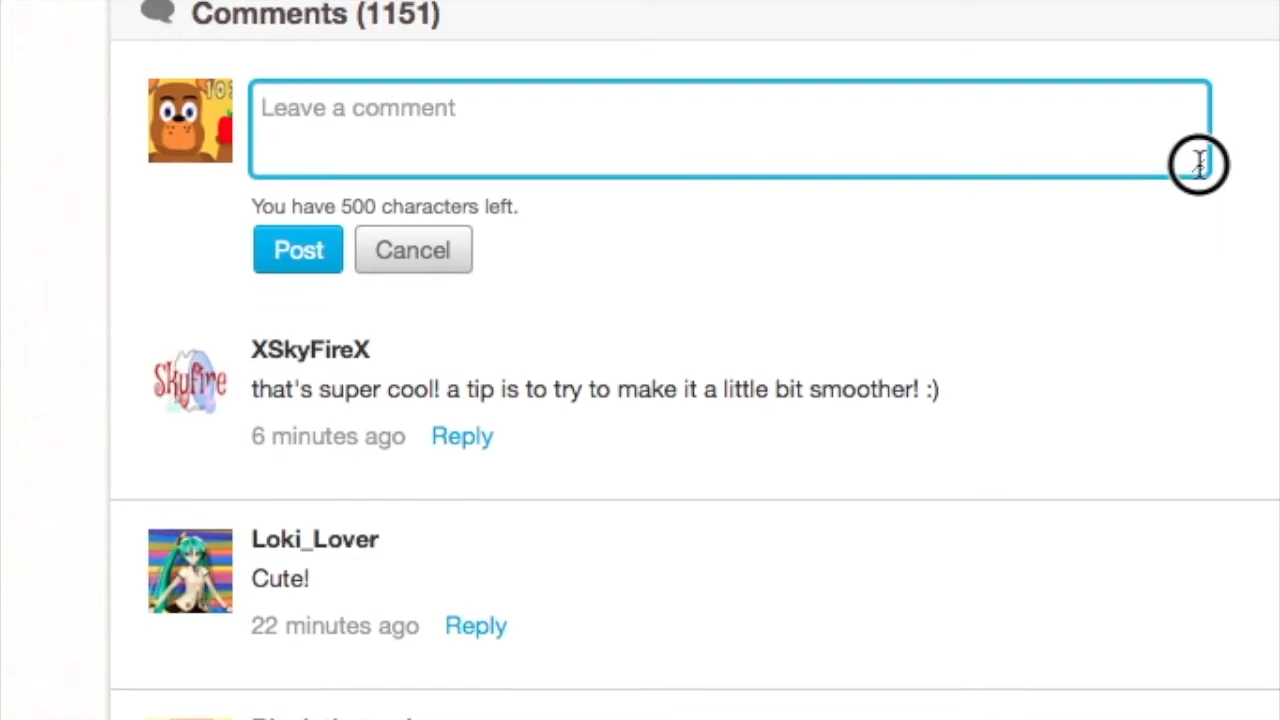 Comments (1151)
Leave a comment
You have 500 characters left.
Post
Cancel
XSkyFireX
Skyfire
that's super cool! a tip is to try to make it a little bit smoother! :)
6 minutes ago
Reply
Loki_Lover
Cute!
22 minutes ago
Reply